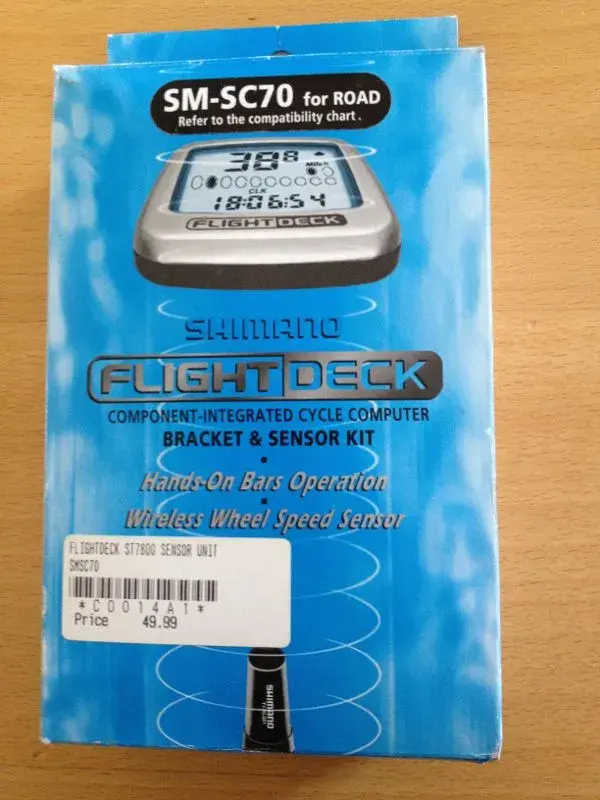 SM-SC70 for ROAD
Refer to the compatibility chart.
38 8
Miles
CLK
18:06:54
FLIGHTDECK
SHIMANO
FLIGHT DECK
COMPONENT-INTEGRATED CYCLE COMPUTER
BRACKET & SENSOR KIT
Hands-On Bars Operation
Wireless Wheel Speed Sensor
FLIGHTDECK ST7800 SENSOR UNIT
SMSC70
*C0014A1*
Price 49.99
SHIMANO